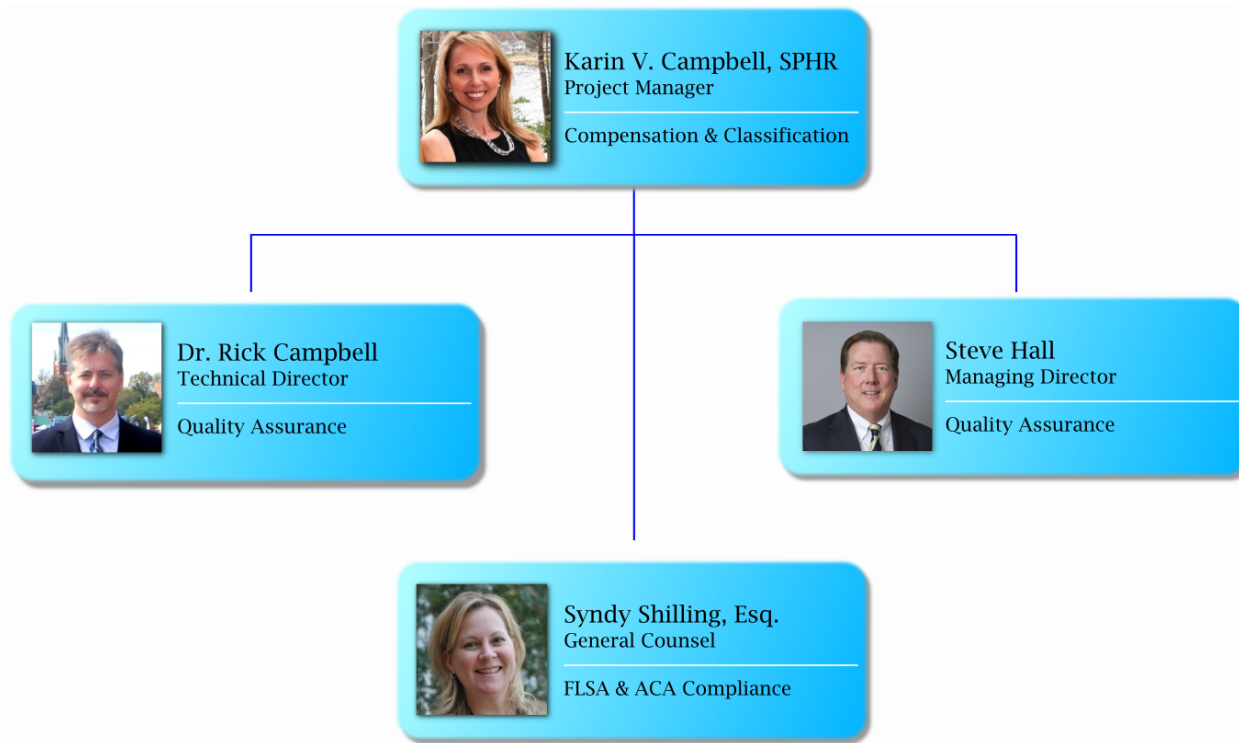 Karin V. Campbell, SPHR
Project Manager
Compensation & Classification
Dr. Rick Campbell
Technical Director
Quality Assurance
Steve Hall
Managing Director
Quality Assurance
Syndy Shilling, Esq.
General Counsel
FLSA & ACA Compliance